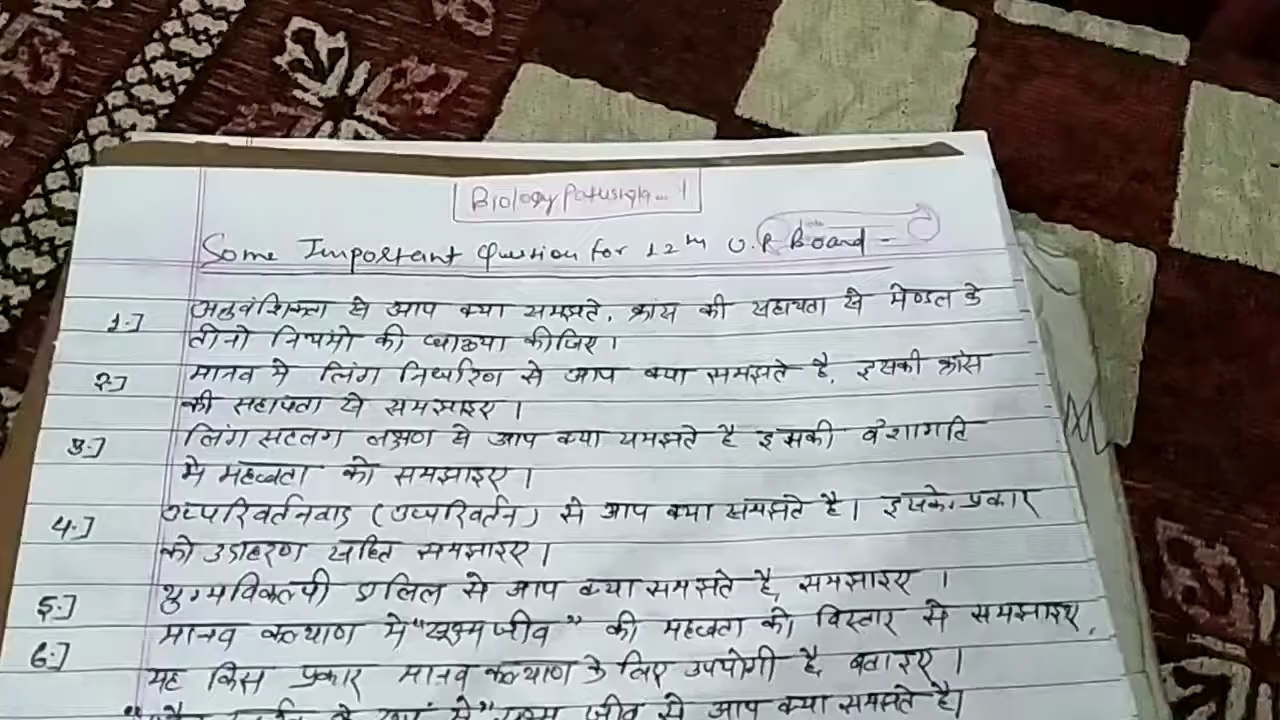 Biology
Some Important Question for 12th U.P Board -
1.] अनुवंशिकता से आप क्या समझते, क्रास की सहायता से मेण्डल के
तीनो नियमो की व्याख्या कीजिए।
2.] मानव मे लिंग निर्धारण से आप क्या समझते है, इसकी क्रॉस
की सहायता से समझाइए।
3.] लिंग सहलग्न लक्षण से आप क्या समझते है इसकी वंशागति
मे महत्वता को समझाइए।
4.] उत्परिवर्तनवाद (उत्परिवर्तन) से आप क्या समझते है। इसके प्रकार
को उदाहरण सहित समझाइए।
5.] युग्मविकल्पी एलिल से आप क्या समझते है, समझाइए ।
6.] मानव कल्याण मे "सूक्ष्म जीव" की महत्वता को विस्तार से समझाइए,
यह किस प्रकार मानव कल्याण के लिए उपयोगी है, बताइए ।
जीव से आप क्या समझते है।